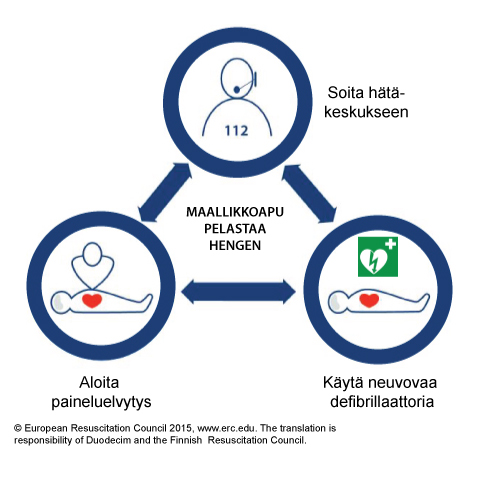 112
Soita hätä-
keskukseen
MAALLIKKOAPU
PELASTAA
HENGEN
Aloita
paineluelvytys
Käytä neuvovaa
defibrillaattoria
© European Resuscitation Council 2015, www.erc.edu. The translation is
responsibility of Duodecim and the Finnish Resuscitation Council.